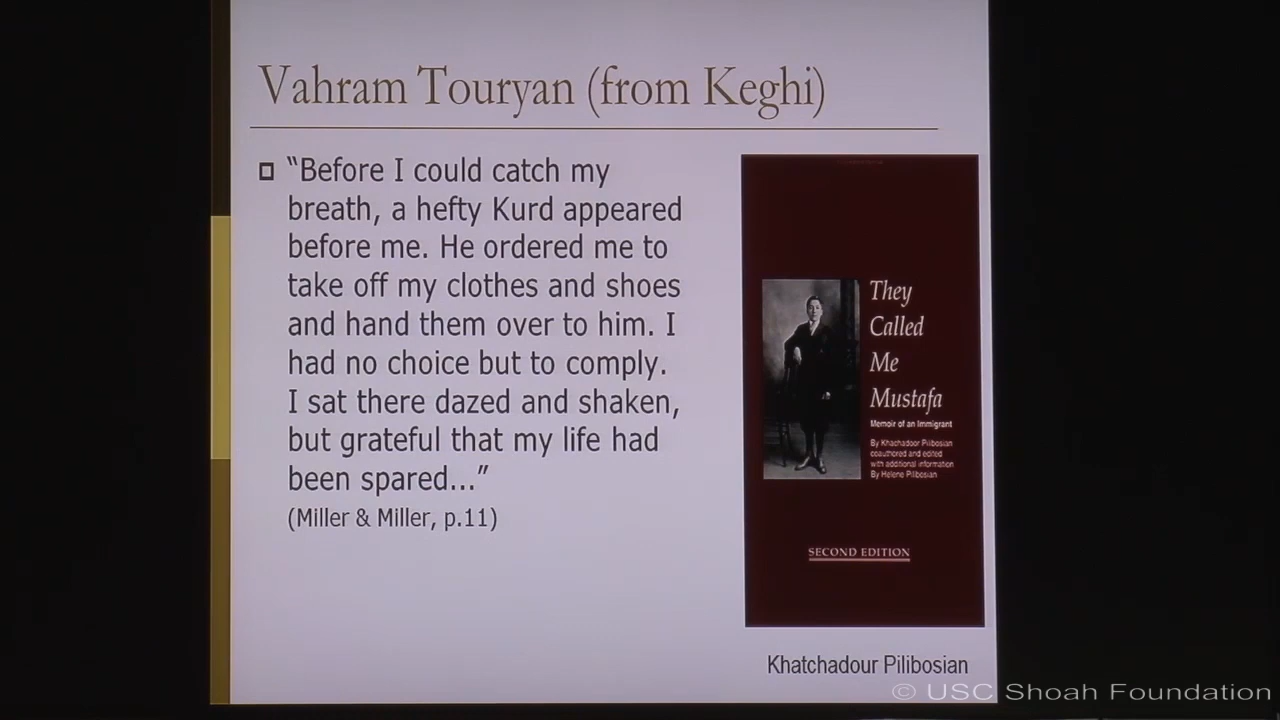 Vahram Touryan (from Keghi)
“Before I could catch my
breath, a hefty Kurd appeared
before me. He ordered me to
take off my clothes and shoes
and hand them over to him. I
had no choice but to comply.
I sat there dazed and shaken,
but grateful that my life had
been spared...”
(Miller & Miller, p.11)
They
Called
Me
Mustafa
Memoir of an Immigrant
By Khachadoor Pilibosian
coauthored and edited
with additional information
By Helene Pilibosian
SECOND EDITION
Khatchadour Pilibosian
© USC Shoah Foundation